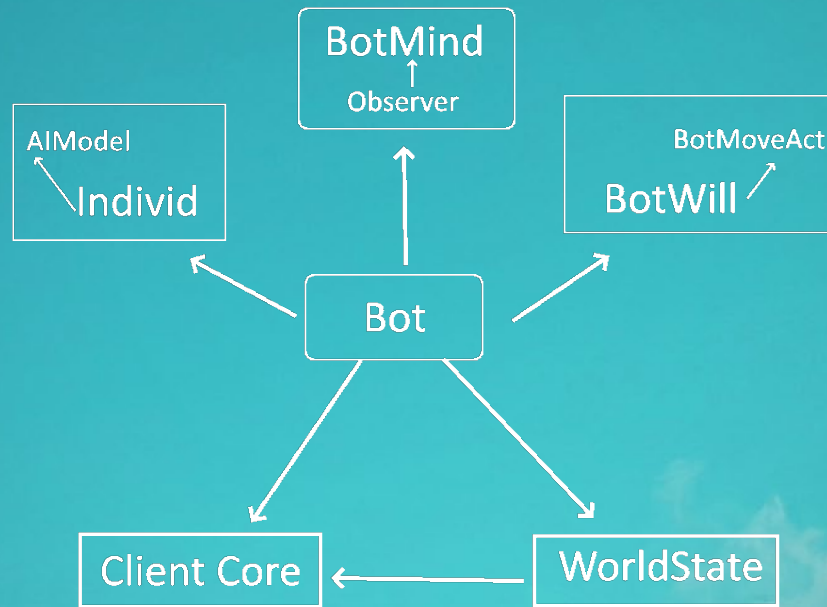 BotMind
Observer
AIModel
Individ
BotMoveAct
BotWill
Bot
Client Core
WorldState